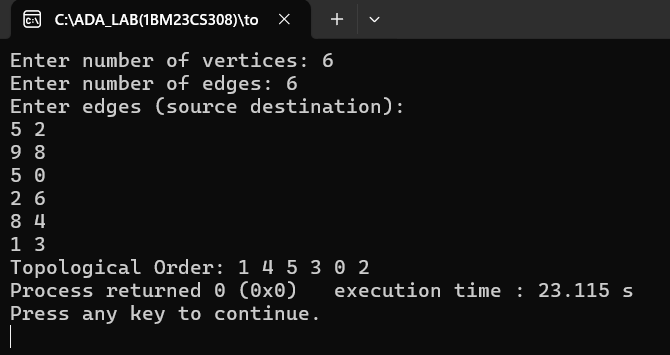 C:\ADA_LAB(1BM23CS308)\to
Enter number of vertices: 6
Enter number of edges: 6
Enter edges (source destination):
5 2
9 8
5 0
2 6
8 4
1 3
Topological Order: 1 4 5 3 0 2
Process returned 0 (0x0)   execution time : 23.115 s
Press any key to continue.